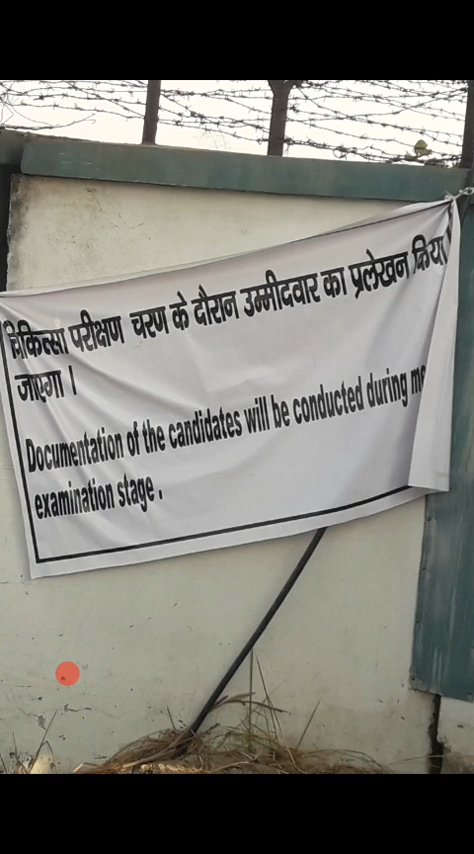 चिकित्सा परीक्षण चरण के दौरान उम्मीदवार का प्रलेखन किया
जाएगा ।
Documentation of the candidates will be conducted during
examination stage .